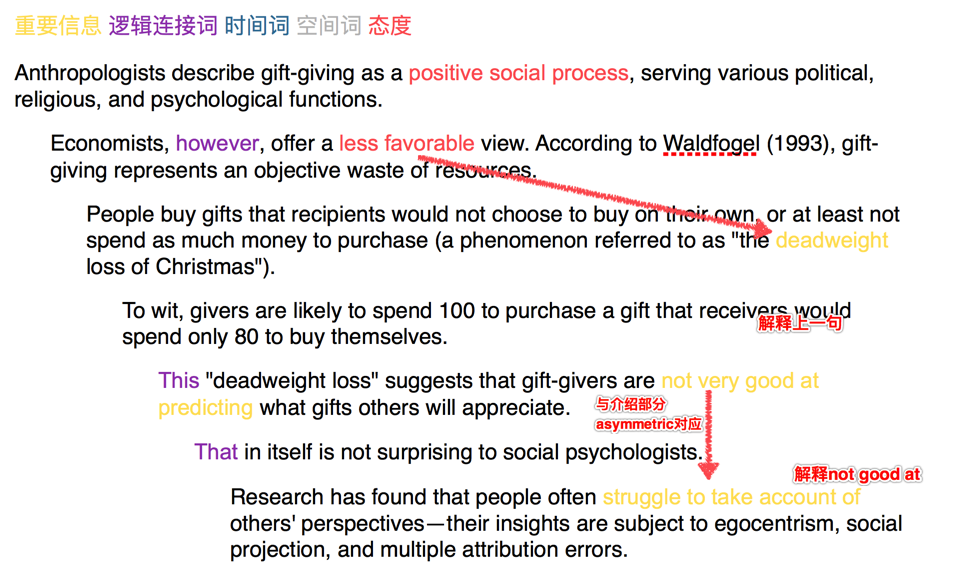 重要信息 逻辑连接词 时间词 空间词 态度
Anthropologists describe gift-giving as a positive social process, serving various political,
religious, and psychological functions.
Economists, however, offer a less favorable view. According to Waldfogel (1993), gift-
giving represents an objective waste of resources.
People buy gifts that recipients would not choose to buy on their own, or at least not
spend as much money to purchase (a phenomenon referred to as "the deadweight
loss of Christmas").
To wit, givers are likely to spend 100 to purchase a gift that receivers would
解释上一句
spend only 80 to buy themselves.
This "deadweight loss" suggests that gift-givers are not very good at
predicting what gifts others will appreciate.
与介绍部分
asymmetric对应
That in itself is not surprising to social psychologists.
解释not good at
Research has found that people often struggle to take account of
others' perspectives—their insights are subject to egocentrism, social
projection, and multiple attribution errors.